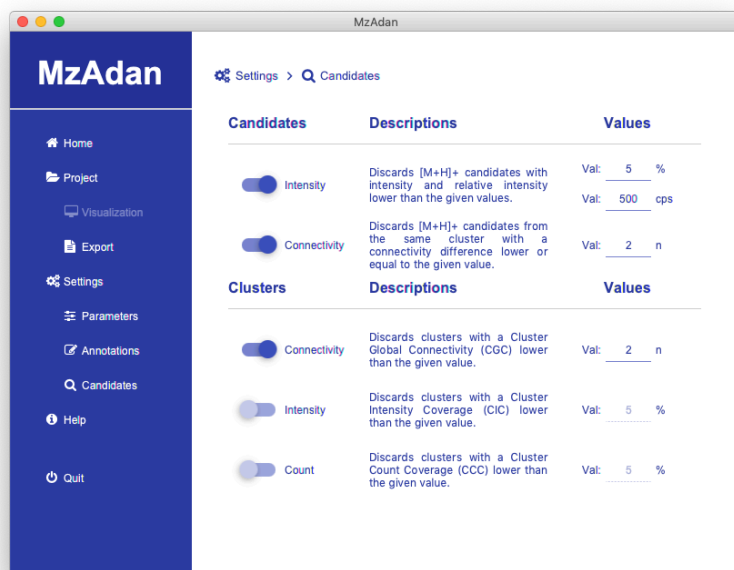 MzAdan
MzAdan
Settings > Candidates
Home
Project
Visualization
Export
Settings
Parameters
Annotations
Candidates
Help
Quit
Candidates Descriptions Values
Intensity
Discards [M+H]+ candidates with
intensity and relative intensity
lower than the given values.
Val: 5 %
Val: 500 cps
Connectivity
Discards [M+H]+ candidates from
the same cluster with a
connectivity difference lower or
equal to the given value.
Val: 2 n
Clusters Descriptions Values
Connectivity
Discards clusters with a Cluster
Global Connectivity (CGC) lower
than the given value.
Val: 2 n
Intensity
Discards clusters with a Cluster
Intensity Coverage (CIC) lower
than the given value.
Val: 5 %
Count
Discards clusters with a Cluster
Count Coverage (CCC) lower than
the given value.
Val: 5 %